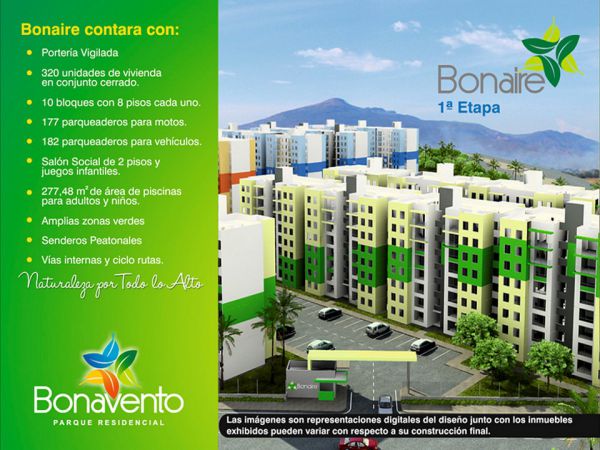 Bonaire contara con:
Portería Vigilada
320 unidades de vivienda
en conjunto cerrado.
10 bloques con 8 pisos cada uno.
177 parqueaderos para motos.
182 parqueaderos para vehículos.
Salón Social de 2 pisos y
juegos infantiles.
277,48 m² de área de piscinas
para adultos y niños.
Amplias zonas verdes
Senderos Peatonales
Vías internas y ciclo rutas.
Naturaleza por Todo lo Alto
Bonavento
PARQUE RESIDENCIAL
Bonaire
1ª Etapa
Bonaire
Las imágenes son representaciones digitales del diseño junto con los inmuebles
exhibidos pueden variar con respecto a su construcción final.